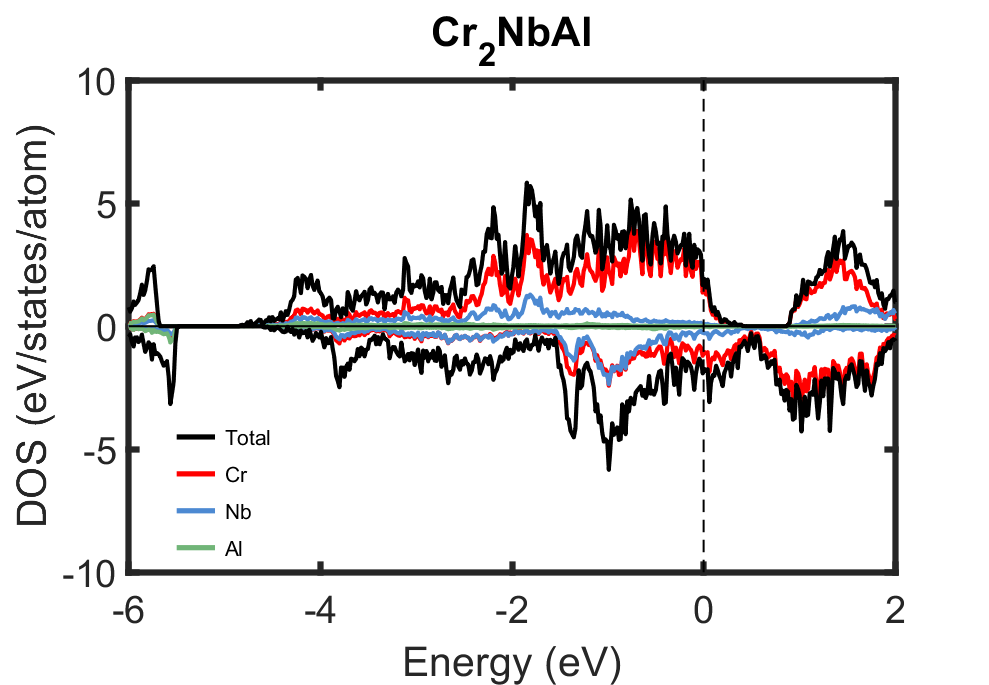 Cr₂NbAl
10
5
0
-5
-10
DOS (eV/states/atom)
Total
Cr
Nb
Al
-6 -4 -2 0 2
Energy (eV)